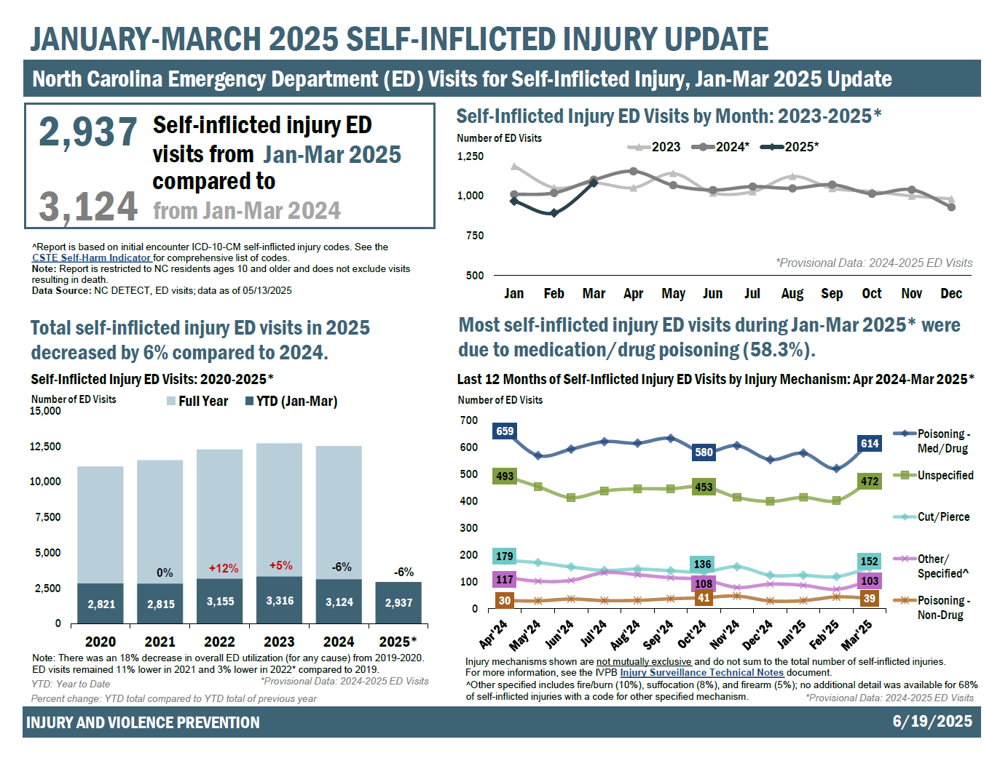 JANUARY-MARCH 2025 SELF-INFLICTED INJURY UPDATE
North Carolina Emergency Department (ED) Visits for Self-Inflicted Injury, Jan-Mar 2025 Update
2,937
Self-inflicted injury ED
visits from Jan-Mar 2025
compared to
3,124
from Jan-Mar 2024
^Report is based on initial encounter ICD-10-CM self-inflicted injury codes. See the
CSTE Self-Harm Indicator for comprehensive list of codes.
Note: Report is restricted to NC residents ages 10 and older and does not exclude visits
resulting in death.
Data Source: NC DETECT, ED visits; data as of 05/13/2025
Self-Inflicted Injury ED Visits by Month: 2023-2025*
Number of ED Visits
2023 2024* 2025*
1,250
1,000
750
500
*Provisional Data: 2024-2025 ED Visits
Jan Feb Mar Apr May Jun Jul Aug Sep Oct Nov Dec
Total self-inflicted injury ED visits in 2025
decreased by 6% compared to 2024.
Self-Inflicted Injury ED Visits: 2020-2025*
Number of ED Visits
Full Year YTD (Jan-Mar)
15,000
12,500
10,000
7,500
5,000
2,500
0
0% +12% +5% -6% -6%
2,821 2,815 3,155 3,316 3,124 2,937
2020 2021 2022 2023 2024 2025*
Note: There was an 18% decrease in overall ED utilization (for any cause) from 2019-2020.
ED visits remained 11% lower in 2021 and 3% lower in 2022* compared to 2019.
YTD: Year to Date
*Provisional Data: 2024-2025 ED Visits
Percent change: YTD total compared to YTD total of previous year
Most self-inflicted injury ED visits during Jan-Mar 2025* were
due to medication/drug poisoning (58.3%).
Last 12 Months of Self-Inflicted Injury ED Visits by Injury Mechanism: Apr 2024-Mar 2025*
Number of ED Visits
700
600
500
400
300
200
100
0
659 580 614
493 453 472
179 136 152
117 108 103
30 41 39
Poisoning -
Med/Drug
Unspecified
Cut/Pierce
Other/
Specified^
Poisoning -
Non-Drug
Apr'24 May'24 Jun'24 Jul'24 Aug'24 Sep'24 Oct'24 Nov'24 Dec'24 Jan'25 Feb'25 Mar'25
Injury mechanisms shown are not mutually exclusive and do not sum to the total number of self-inflicted injuries.
For more information, see the IVPB Injury Surveillance Technical Notes document.
^Other specified includes fire/burn (10%), suffocation (8%), and firearm (5%); no additional detail was available for 68%
of self-inflicted injuries with a code for other specified mechanism.
*Provisional Data: 2024-2025 ED Visits
INJURY AND VIOLENCE PREVENTION
6/19/2025